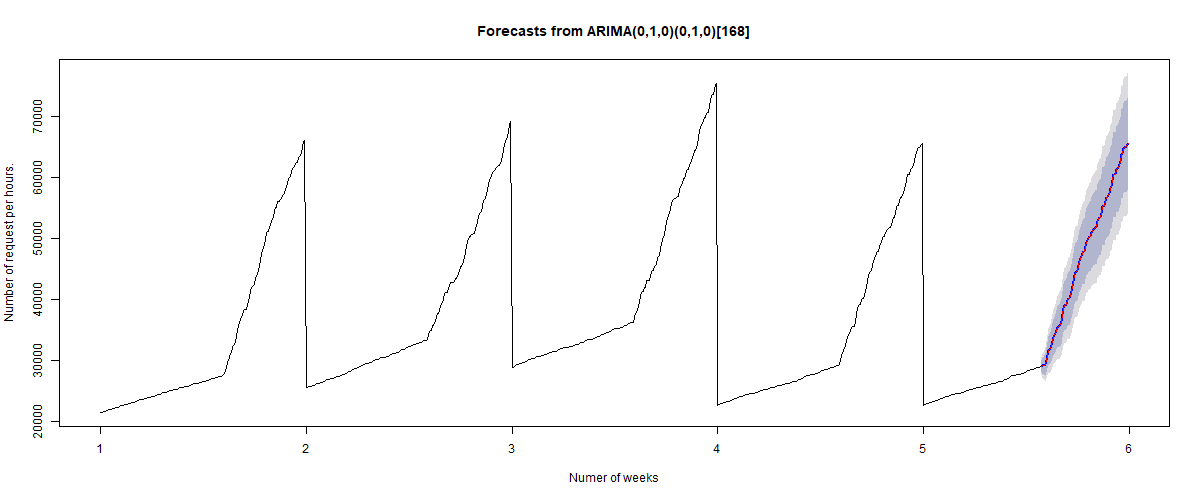 Forecasts from ARIMA(0,1,0)(0,1,0)[168]
Number of request per hours.
70000
60000
50000
40000
30000
20000
1 2 3 4 5 6
Numer of weeks